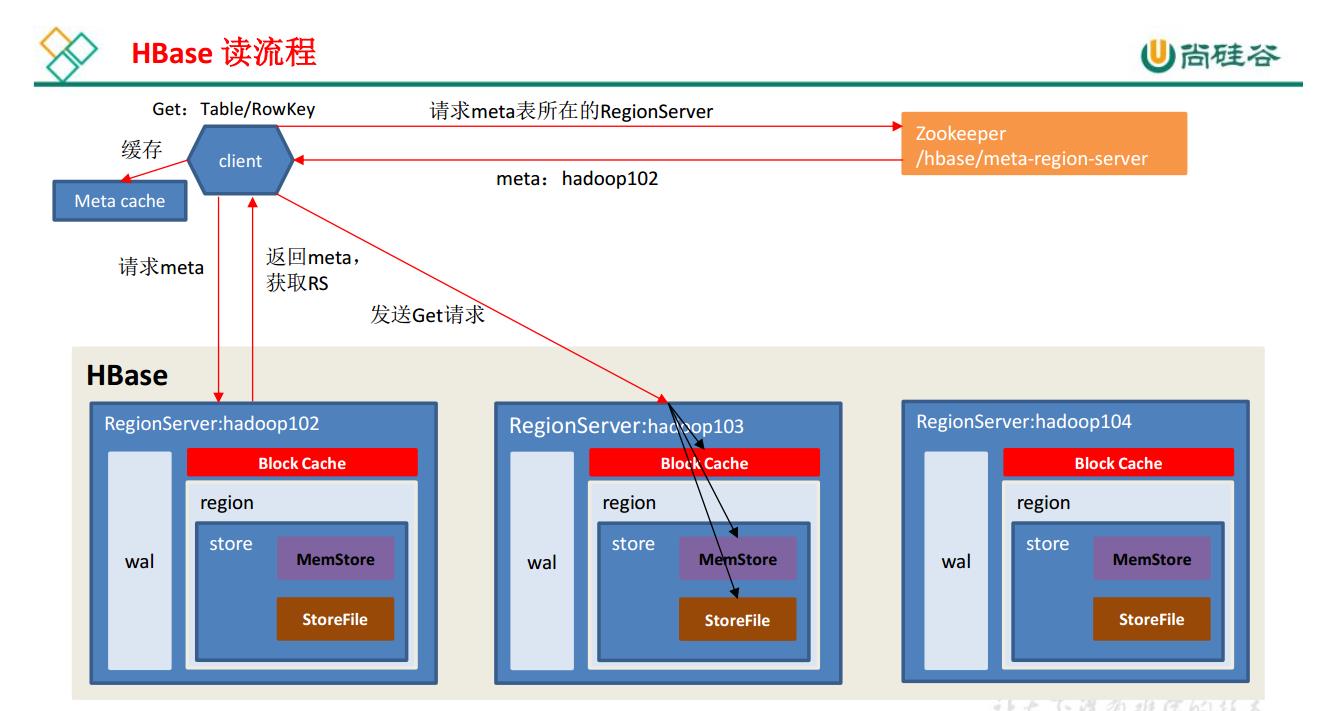 HBase 读流程
尚硅谷
Get：Table/RowKey
请求meta表所在的RegionServer
Zookeeper
/hbase/meta-region-server
缓存
client
meta：hadoop102
Meta cache
请求meta
返回meta，
获取RS
发送Get请求
HBase
RegionServer:hadoop102
Block Cache
region
store
MemStore
StoreFile
wal
RegionServer:hadoop103
Block Cache
region
store
MemStore
StoreFile
wal
RegionServer:hadoop104
Block Cache
region
store
MemStore
StoreFile
wal